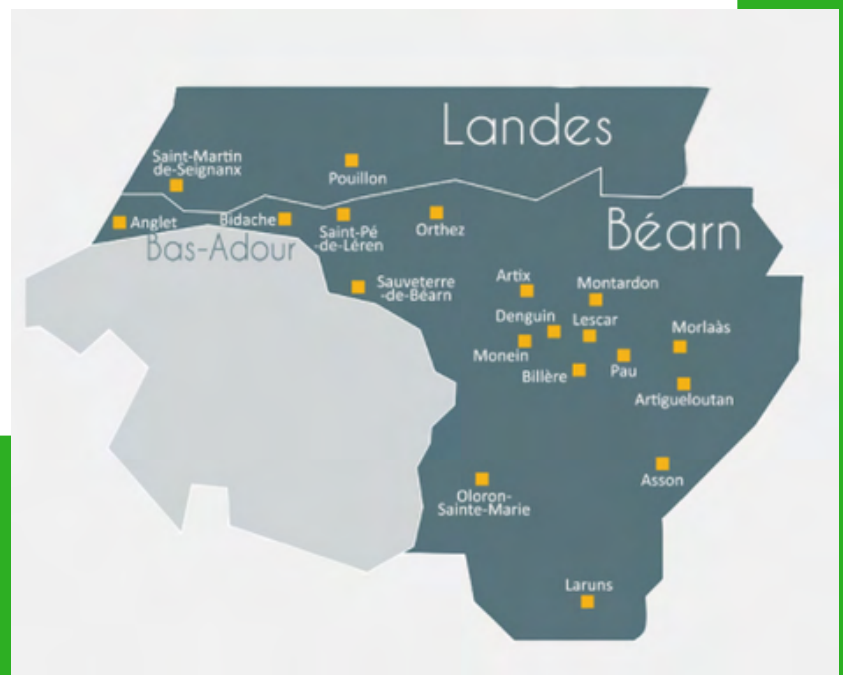 Landes
Saint-Martin
de-Seignanx
Pouillon
Anglet
Bidache
Saint-Pé
-de-Léren
Orthez
Béarn
Bas-Adour
Sauveterre
-de-Béarn
Artix
Montardon
Denguin
Lescar
Morlaàs
Monein
Billère
Pau
Artigueloutan
Asson
Oloron-
Sainte-Marie
Laruns